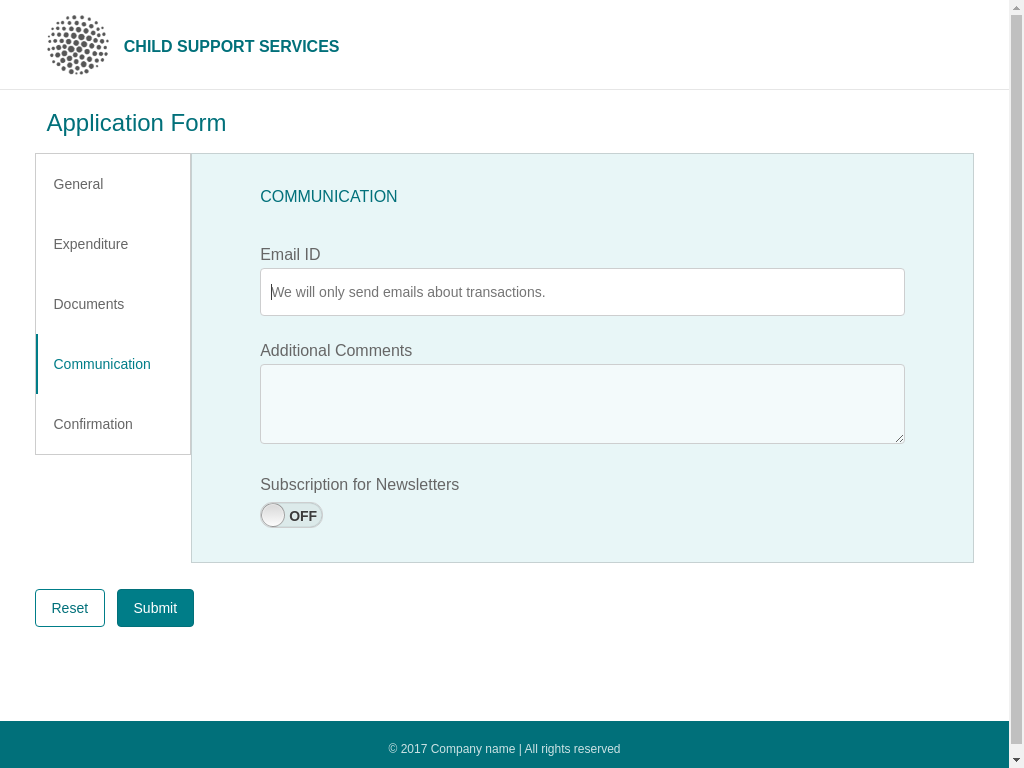 CHILD SUPPORT SERVICES
Application Form
General
Expenditure
Documents
Communication
Confirmation
COMMUNICATION
Email ID
We will only send emails about transactions.
Additional Comments
Subscription for Newsletters
OFF
Reset
Submit
© 2017 Company name | All rights reserved